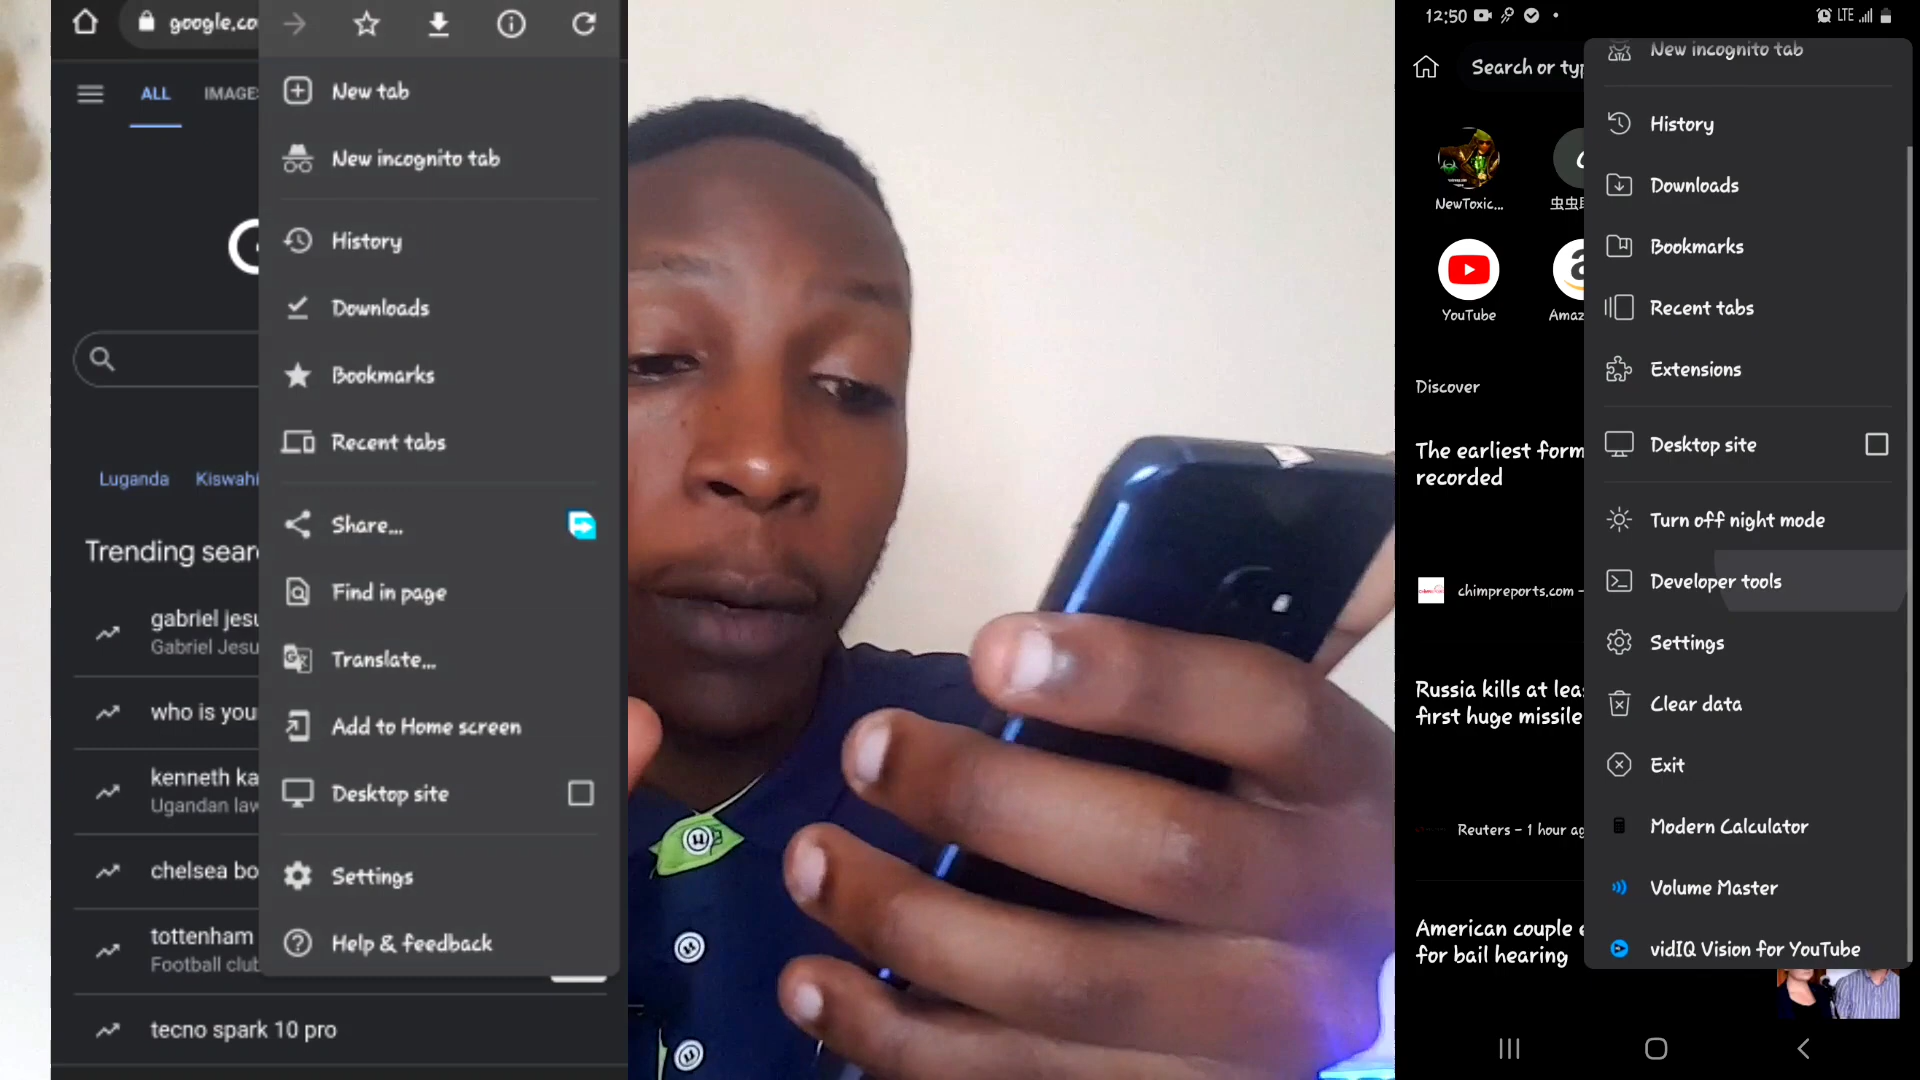 google.co
ALL IMAGE
Luganda Kiswahi
Trending sear
gabriel jesu
Gabriel Jesu
who is you
kenneth ka
Ugandan law
chelsea bo
tottenham
Football club
tecno spark 10 pro
New tab
New incognito tab
History
Downloads
Bookmarks
Recent tabs
Share...
Find in page
Translate...
Add to Home screen
Desktop site
Settings
Help & feedback
12:50
LTE
Search or typ
NewToxic...
YouTube
Amaz
Discover
The earliest form
recorded
chimpreports.com -
Russia kills at leas
first huge missile
Reuters - 1 hour ag
American couple
for bail hearing
New incognito tab
History
Downloads
Bookmarks
Recent tabs
Extensions
Desktop site
Turn off night mode
Developer tools
Settings
Clear data
Exit
Modern Calculator
Volume Master
vidIQ Vision for YouTube